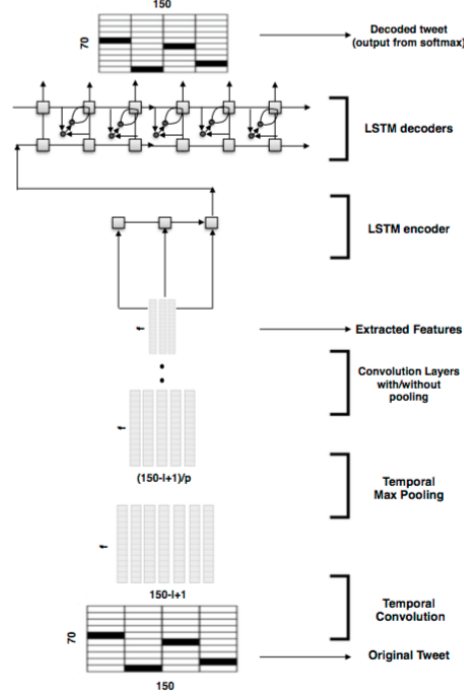 150
Decoded tweet
(output from softmax)
70
LSTM decoders
LSTM encoder
f
Extracted Features
Convolution Layers
with/without
pooling
f
(150-l+1)/p
Temporal
Max Pooling
f
150-l+1
Temporal
Convolution
70
Original Tweet
150